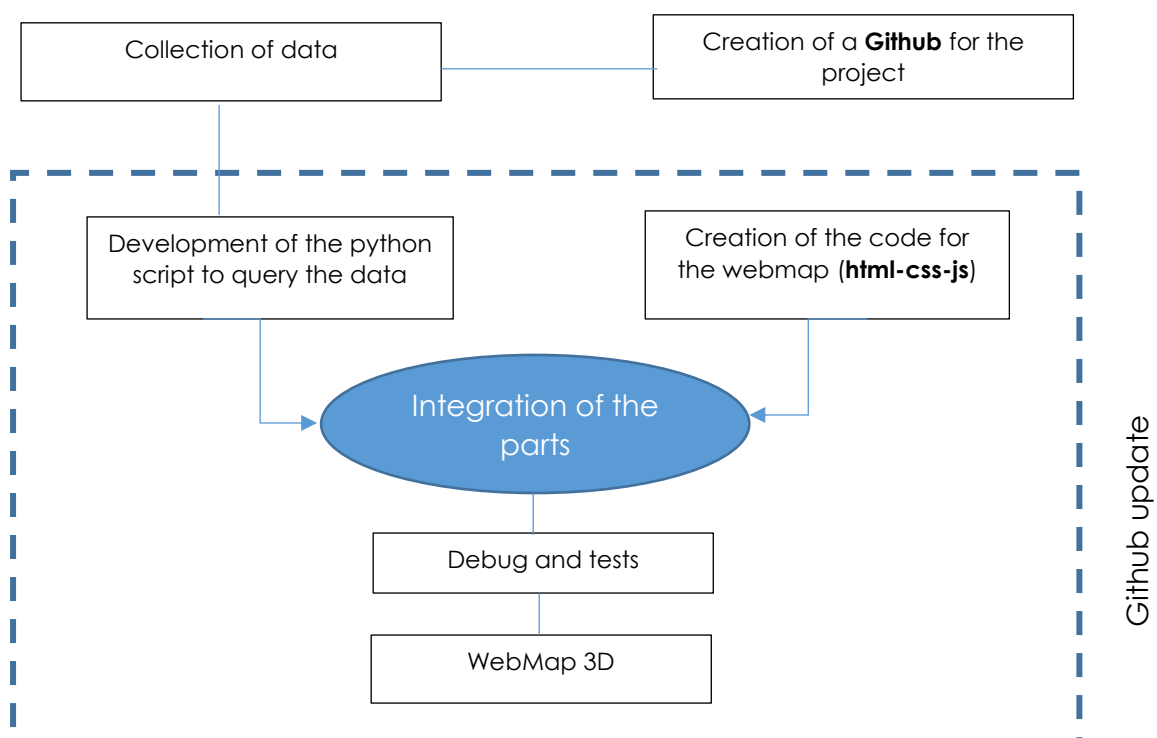 Collection of data
Creation of a Github for the
project
Development of the python
script to query the data
Creation of the code for
the webmap (html-css-js)
Integration of the
parts
Github update
Debug and tests
WebMap 3D